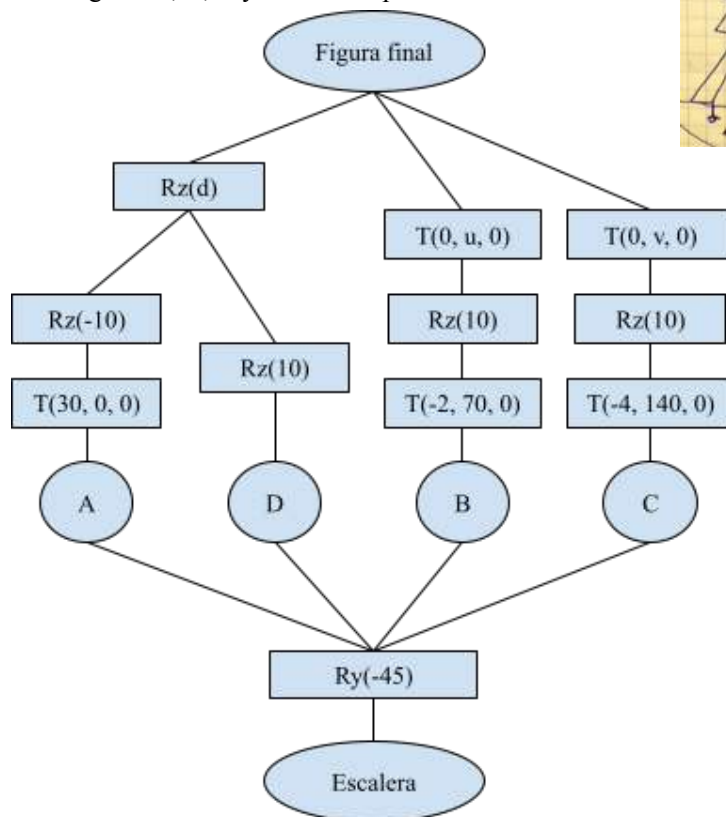 Figura final
Rz(d)
T(0, u, 0)
T(0, v, 0)
Rz(-10)
Rz(10)
Rz(10)
Rz(10)
T(30, 0, 0)
T(-2, 70, 0)
T(-4, 140, 0)
A
D
B
C
Ry(-45)
Escalera